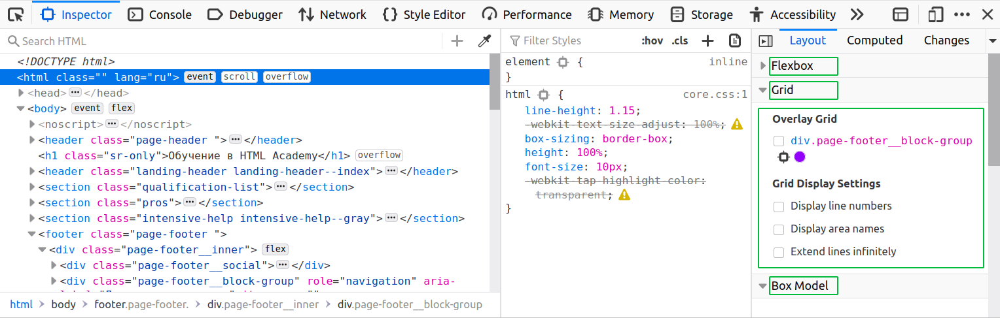 Inspector Console Debugger Network Style Editor Performance Memory Storage Accessibility
Search HTML
<!DOCTYPE html>
<html class="" lang="ru"> event scroll overflow
<head> ••• </head>
<body> event flex
<noscript> ••• </noscript>
<header class="page-header "> ••• </header>
<h1 class="sr-only">Обучение в HTML Academy</h1> overflow
<header class="landing-header landing-header--index"> ••• </header>
<section class="qualification-list"> ••• </section>
<section class="pros"> ••• </section>
<section class="intensive-help intensive-help--gray"> ••• </section>
<footer class="page-footer ">
<div class="page-footer__inner"> flex
<div class="page-footer__social"> ••• </div>
<div class="page-footer__block-group" role="navigation" aria-
html > body > footer.page-footer. > div.page-footer__inner > div.page-footer__block-group
Filter Styles :hov .cls
element { inline
}
html { core.css:1
line-height: 1.15;
-webkit-text-size-adjust: 100%;
box-sizing: border-box;
height: 100%;
font-size: 10px;
-webkit-tap-highlight-color:
transparent;
}
Layout Computed Changes
Flexbox
Grid
Overlay Grid
div.page-footer__block-group
Grid Display Settings
Display line numbers
Display area names
Extend lines infinitely
Box Model